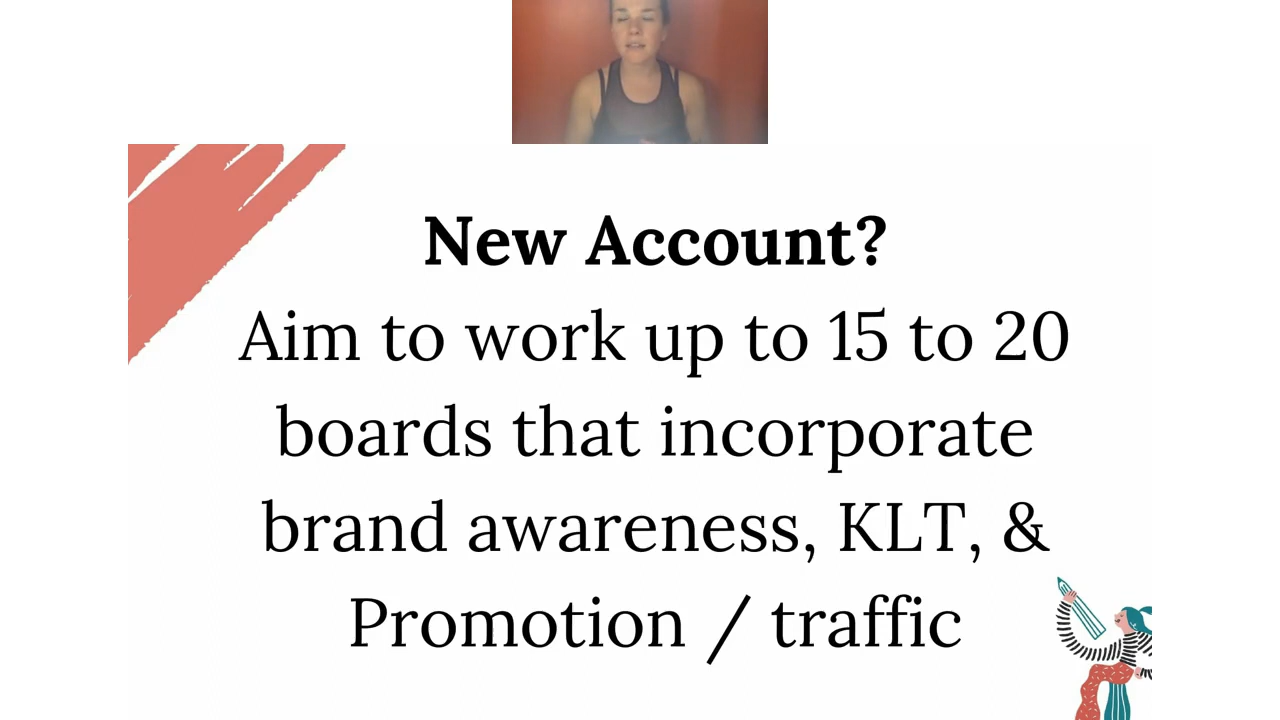 New Account?
Aim to work up to 15 to 20
boards that incorporate
brand awareness, KLT, &
Promotion / traffic